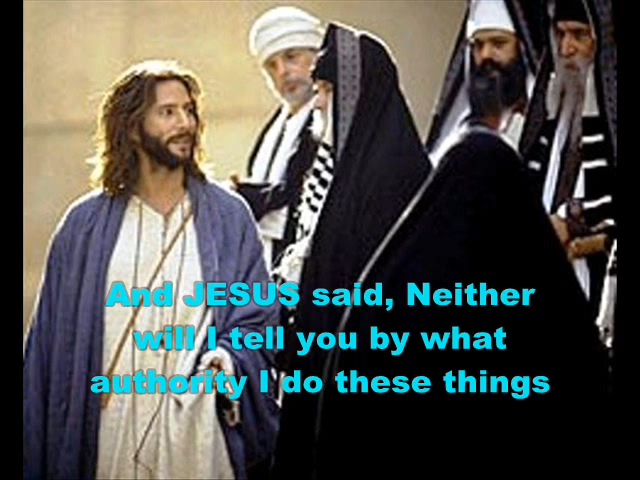 And JESUS said, Neither
will I tell you by what
authority I do these things